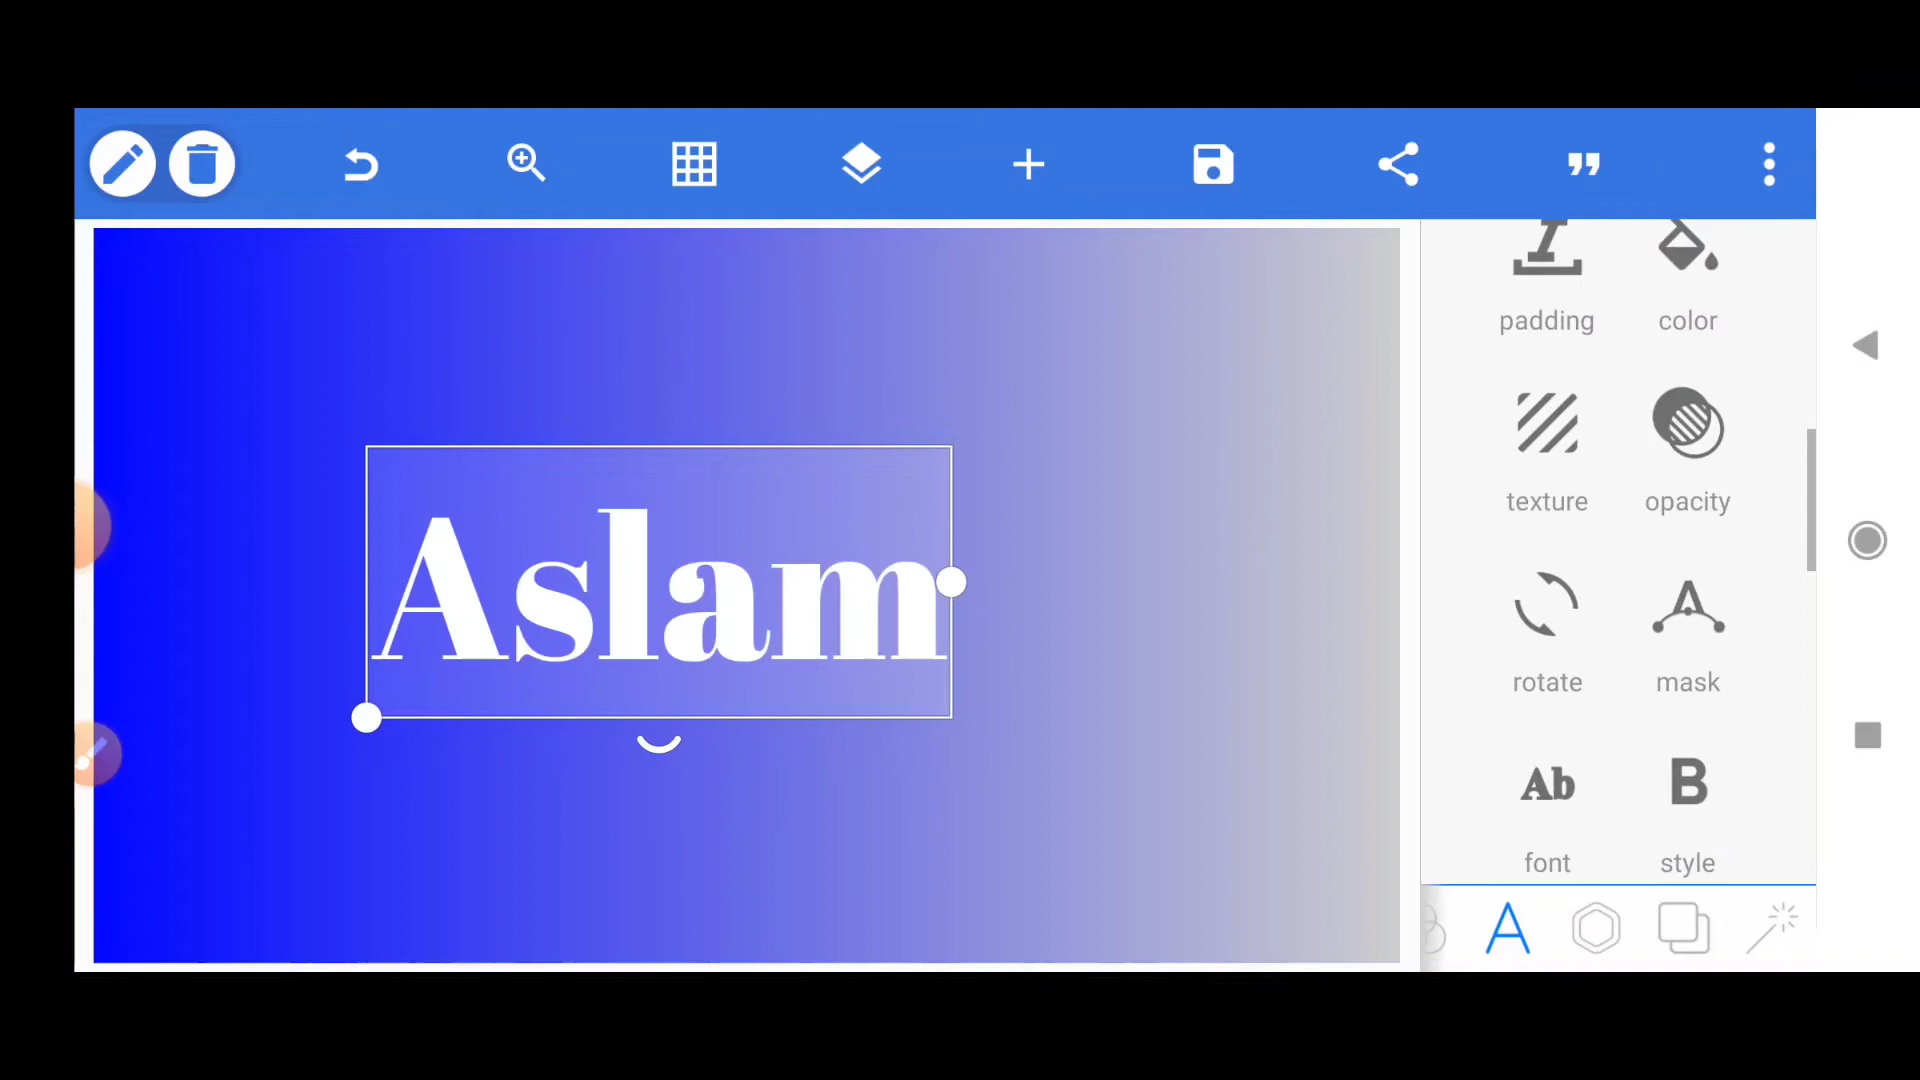 padding color
texture opacity
Aslam
rotate mask
Ab B
font style